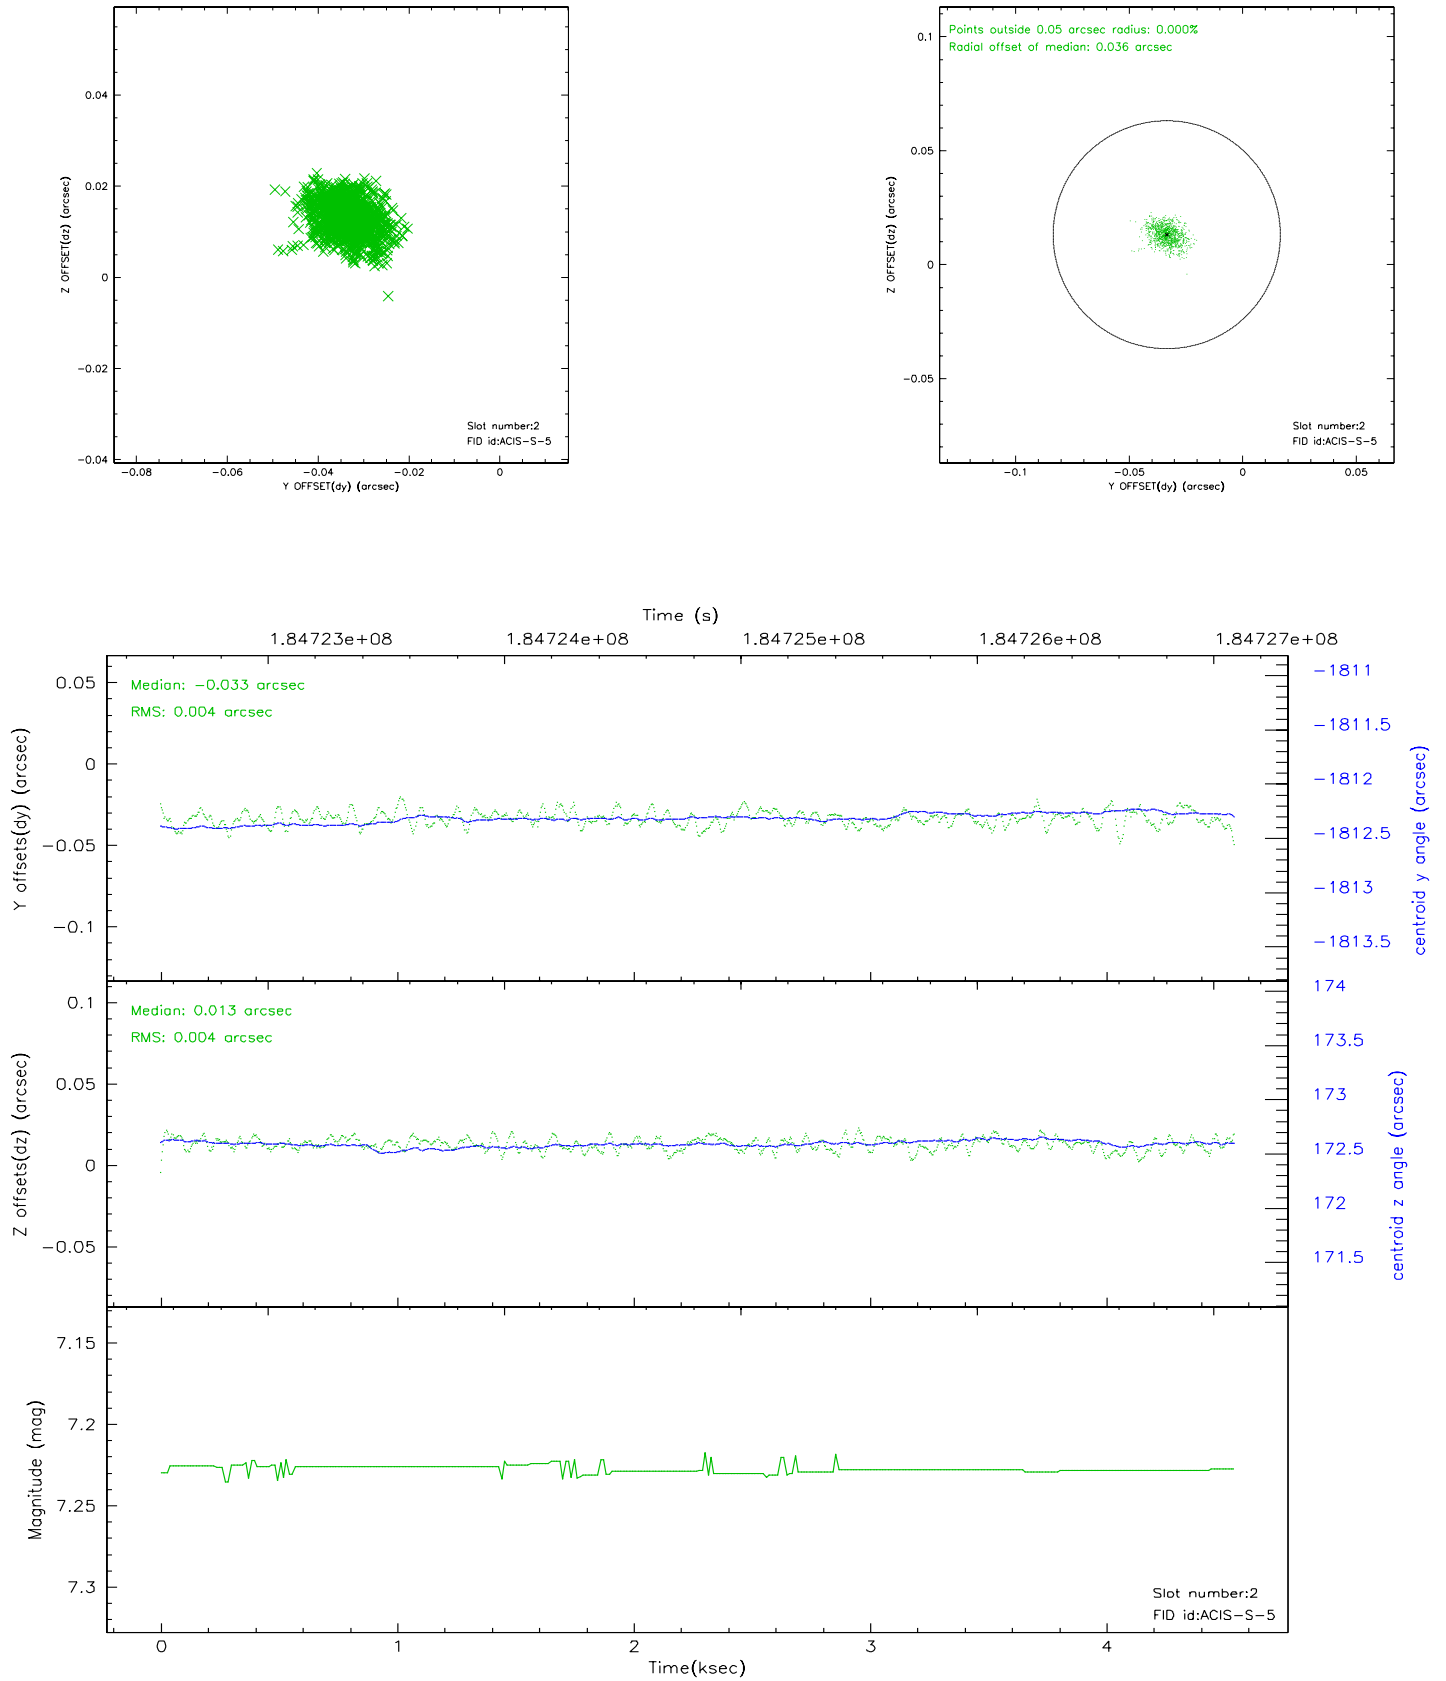 0.04
0.02
0
−0.02
−0.04
Z OFFSET(dz) (arcsec)
Slot number:2
FID id:ACIS−S−5
−0.08
−0.06
−0.04
−0.02
0
Y OFFSET(dy) (arcsec)
Points outside 0.05 arcsec radius: 0.000%
Radial offset of median: 0.036 arcsec
0.1
0.05
0
−0.05
Z OFFSET(dz) (arcsec)
Slot number:2
FID id:ACIS−S−5
−0.1
−0.05
0
0.05
Y OFFSET(dy) (arcsec)
Time (s)
1.84723e+08
1.84724e+08
1.84725e+08
1.84726e+08
1.84727e+08
Median: −0.033 arcsec
RMS: 0.004 arcsec
0.05
0
−0.05
−0.1
Y offsets(dy) (arcsec)
−1811
−1811.5
−1812
−1812.5
−1813
−1813.5
centroid y angle (arcsec)
Median: 0.013 arcsec
RMS: 0.004 arcsec
0.1
0.05
0
−0.05
Z offsets(dz) (arcsec)
174
173.5
173
172.5
172
171.5
centroid z angle (arcsec)
7.15
7.2
7.25
7.3
Magnitude (mag)
Slot number:2
FID id:ACIS−S−5
0
1
2
3
4
Time(ksec)